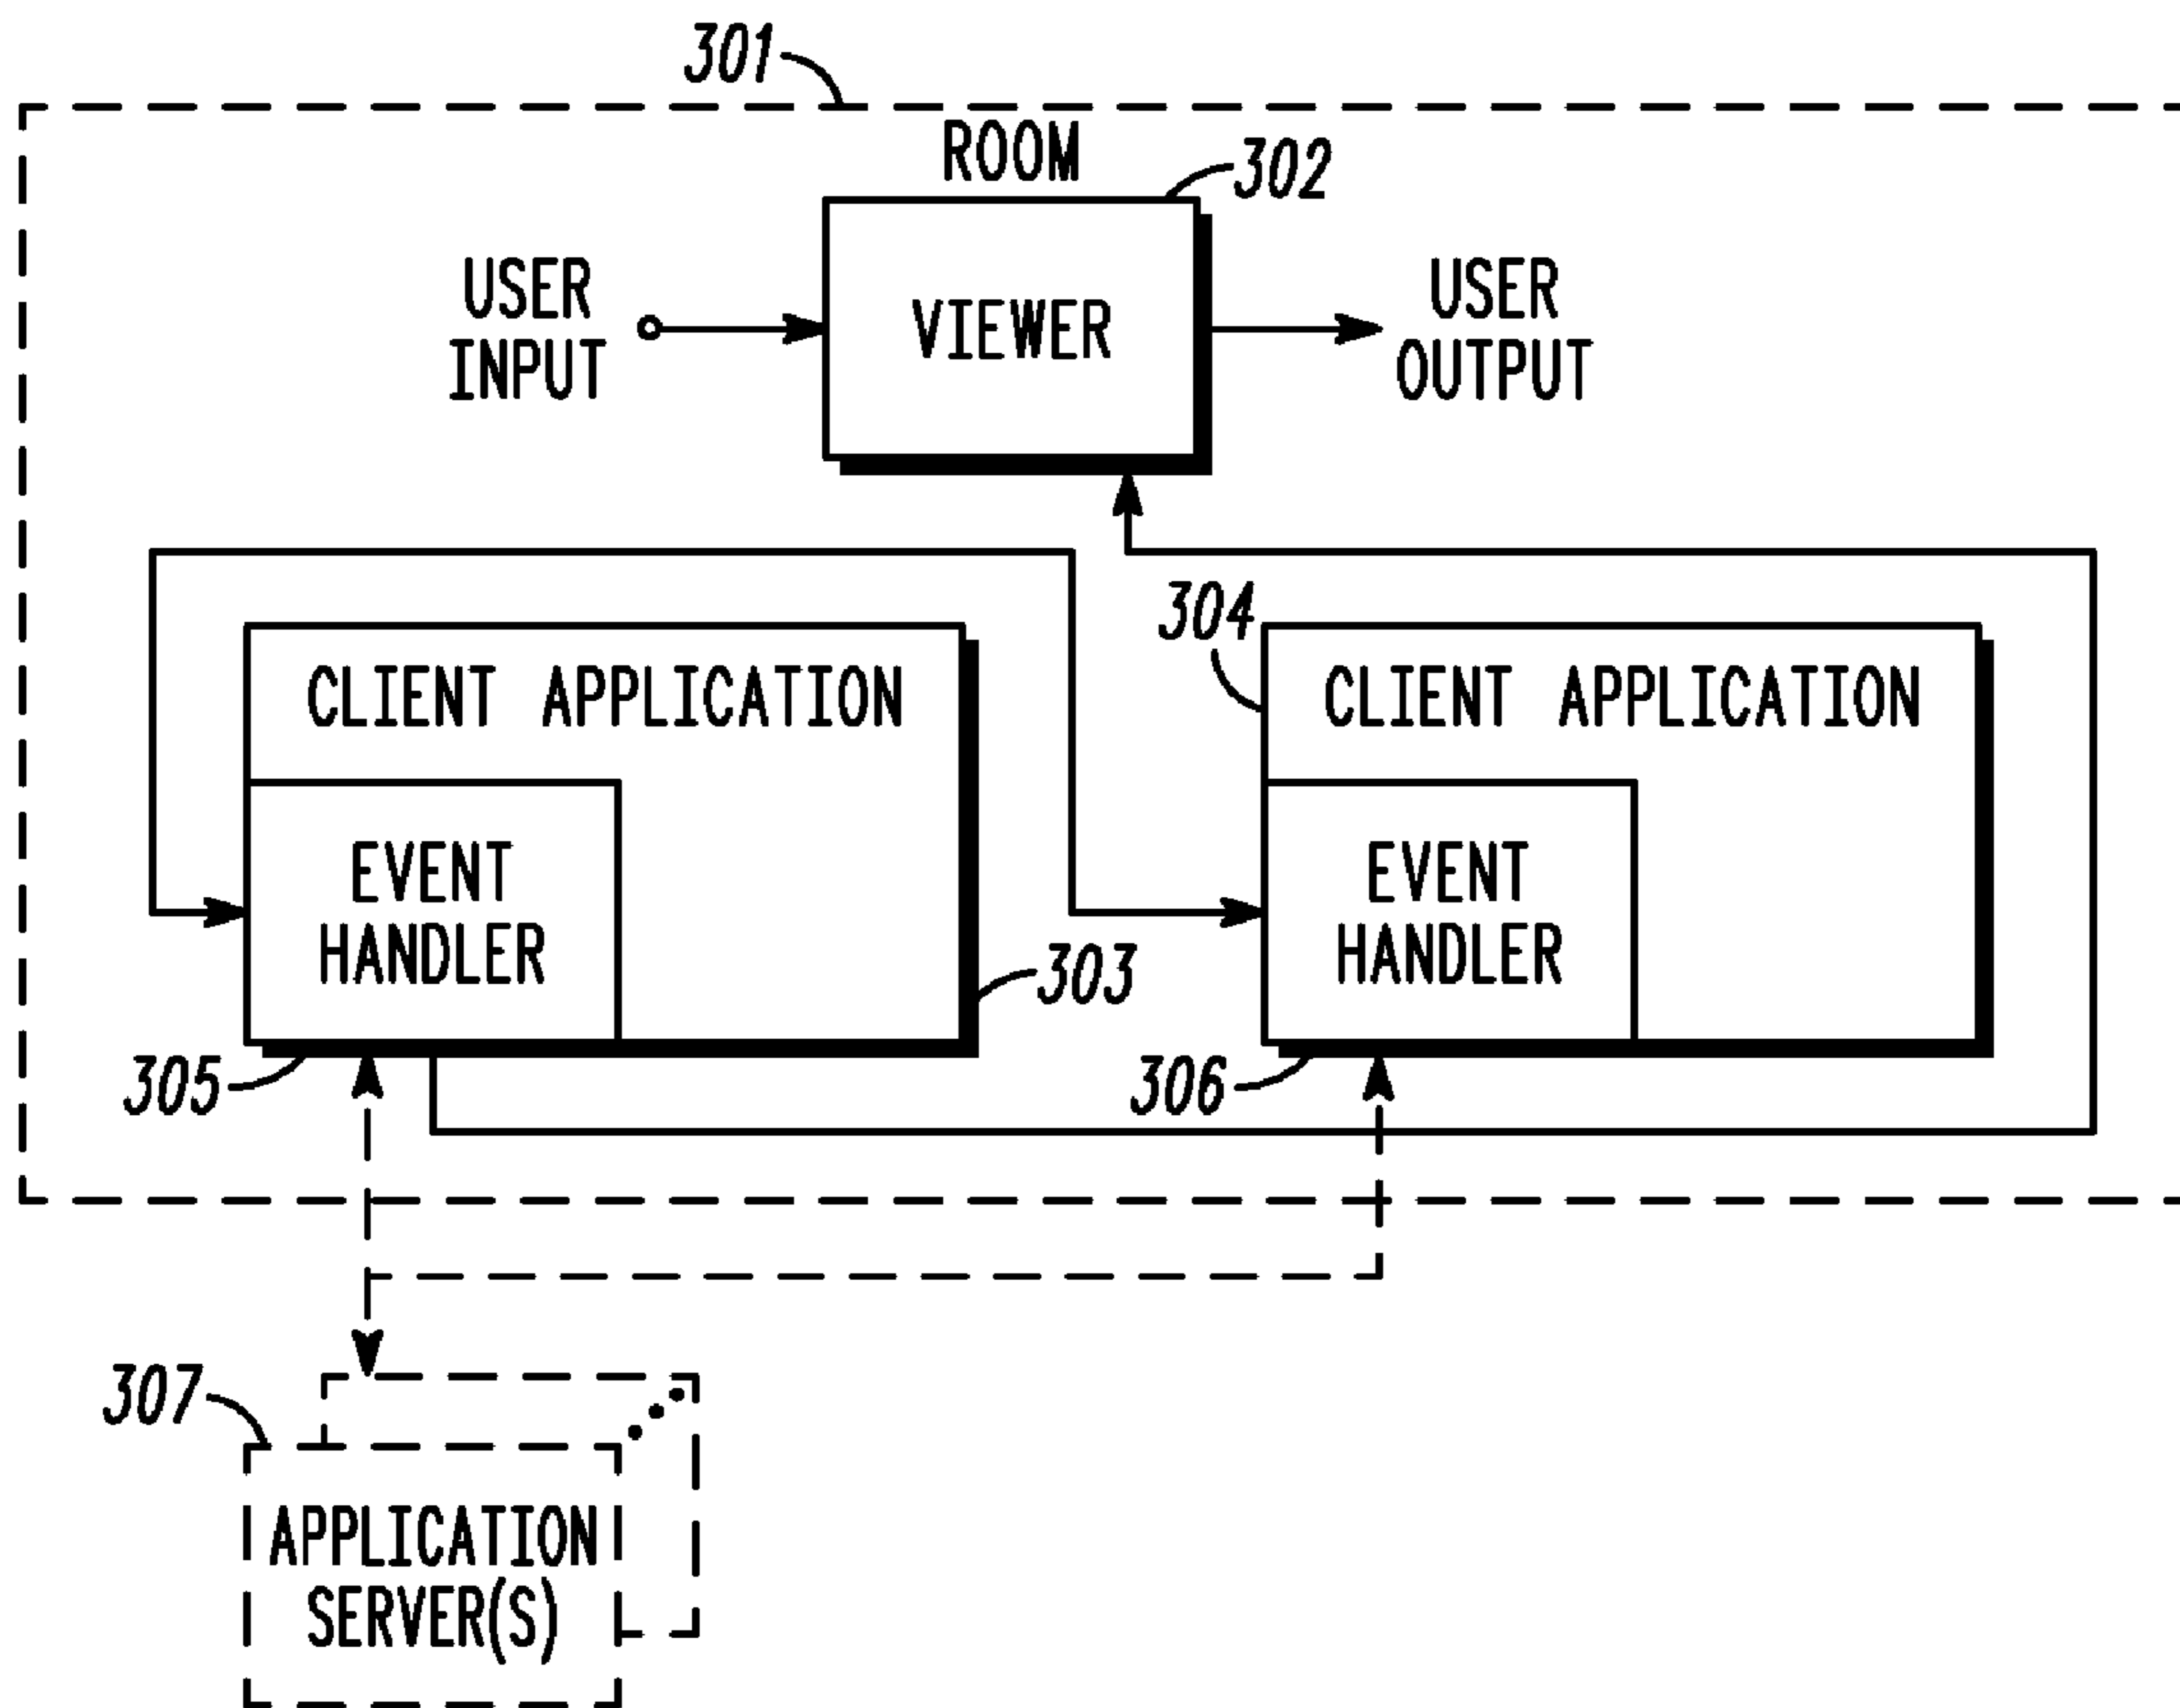 301
ROOM
302
USER
INPUT
VIEWER
USER
OUTPUT
304
CLIENT APPLICATION
CLIENT APPLICATION
EVENT
HANDLER
EVENT
HANDLER
303
305
306
307
APPLICATION
SERVER(S)